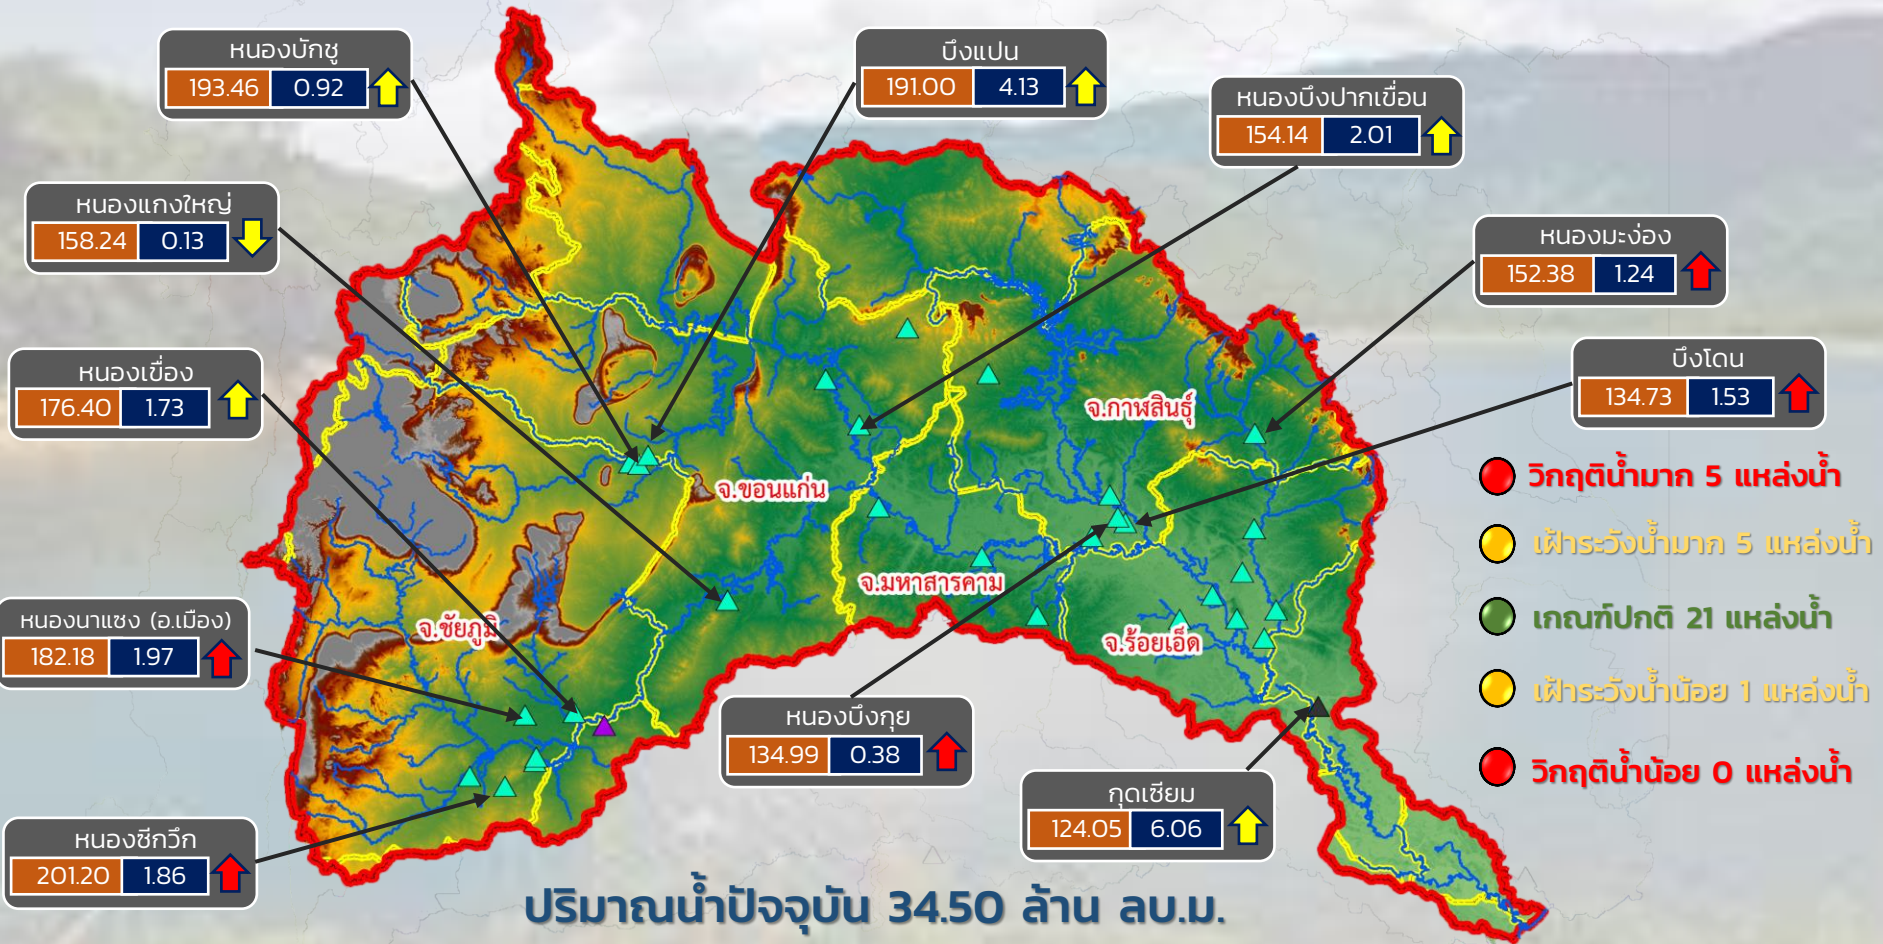 หนองบักชู
193.46 0.92
บึงแปน
191.00 4.13
หนองบึงปากเขื่อน
154.14 2.01
หนองแกงใหญ่
158.24 0.13
หนองมะง่อง
152.38 1.24
หนองเขื่อง
176.40 1.73
บึงโดน
134.73 1.53
จ.กาฬสินธุ์
จ.ขอนแก่น
จ.มหาสารคาม
จ.ชัยภูมิ
จ.ร้อยเอ็ด
วิกฤติน้ำมาก 5 แหล่งน้ำ
เฝ้าระวังน้ำมาก 5 แหล่งน้ำ
เกณฑ์ปกติ 21 แหล่งน้ำ
เฝ้าระวังน้ำน้อย 1 แหล่งน้ำ
วิกฤติน้ำน้อย 0 แหล่งน้ำ
หนองนาแซง (อ.เมือง)
182.18 1.97
หนองบึงกุย
134.99 0.38
กุดเซียม
124.05 6.06
หนองซีกวึก
201.20 1.86
ปริมาณน้ำปัจจุบัน 34.50 ล้าน ลบ.ม.